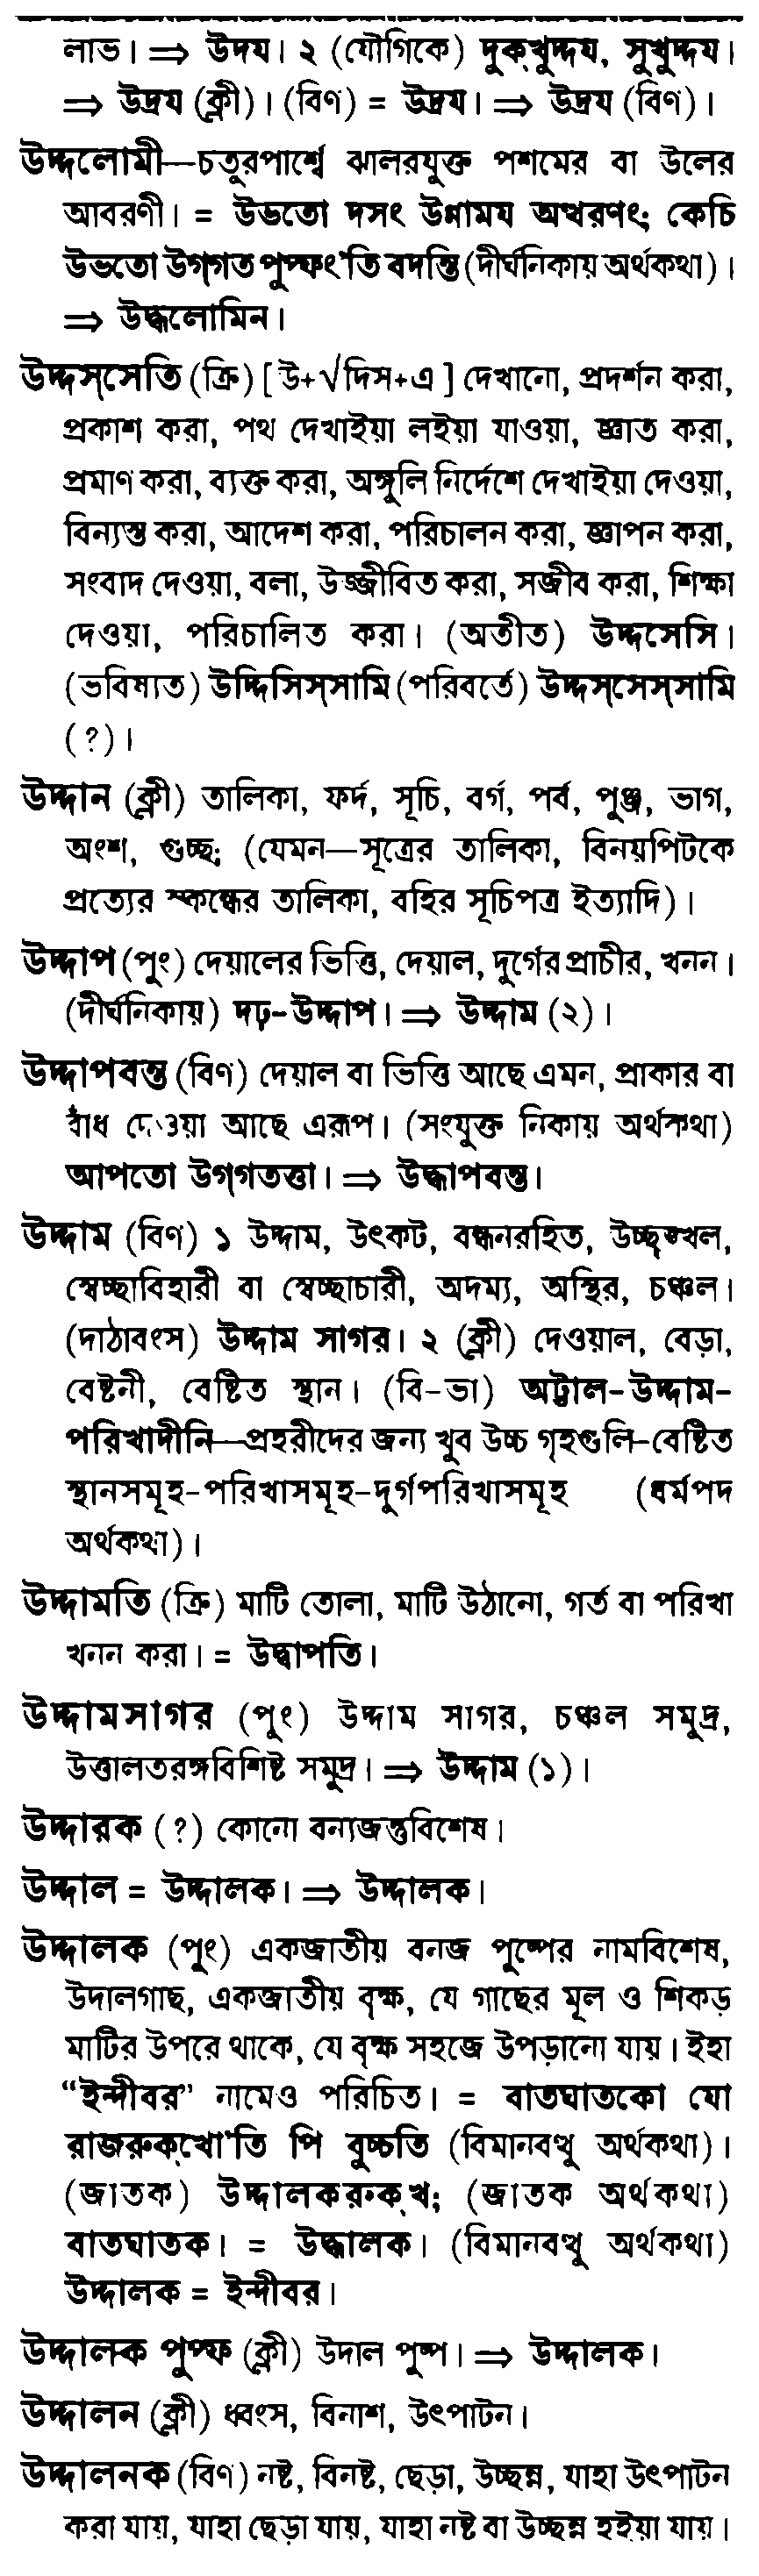 লাভ। ⇒ উদয। ২ (যৌগিকে) দুক্খুদ্দয, সুখুদ্দয।
⇒ উদ্রয (ক্লী)। (বিণ) = উদ্রয। ⇒ উদ্রয (বিণ)।
উদ্দলোমী—চতুরপার্শ্বে ঝালরযুক্ত পশমের বা উলের
আবরণী। = উভতো দসং উন্নাময অত্থরণং; কেচি
উভতো উগ্গত পুপ্ফং'তি বদন্তি (দীর্ঘনিকায় অর্থকথা)।
⇒ উদ্ধলোমিন।
উদ্দস্সেতি (ক্রি) [ উ+√দিস+এ ] দেখানো, প্রদর্শন করা,
প্রকাশ করা, পথ দেখাইয়া লইয়া যাওয়া, জ্ঞাত করা,
প্রমাণ করা, ব্যক্ত করা, অঙ্গুলি নির্দেশে দেখাইয়া দেওয়া,
বিন্যস্ত করা, আদেশ করা, পরিচালন করা, জ্ঞাপন করা,
সংবাদ দেওয়া, বলা, উজ্জীবিত করা, সজীব করা, শিক্ষা
দেওয়া, পরিচালিত করা। (অতীত) উদ্দসেসি।
(ভবিষ্যত) উদ্দিসিস্সামি (পরিবর্তে) উদ্দস্সেস্সামি
(?)।
উদ্দান (ক্লী) তালিকা, ফর্দ, সূচি, বর্গ, পর্ব, পুঞ্জ, ভাগ,
অংশ, গুচ্ছ; (যেমন—সূত্রের তালিকা, বিনয়পিটকে
প্রত্যের স্কন্ধের তালিকা, বহির সূচিপত্র ইত্যাদি)।
উদ্দাপ (পুং) দেয়ালের ভিত্তি, দেয়াল, দুর্গের প্রাচীর, খনন।
(দীর্ঘনিকায়) দঢ়-উদ্দাপ। ⇒ উদ্দাম (২)।
উদ্দাপবন্ত (বিণ) দেয়াল বা ভিত্তি আছে এমন, প্রাকার বা
বাঁধ দেওয়া আছে এরূপ। (সংযুক্ত নিকায় অর্থকথা)
আপতো উগ্গতত্তা। ⇒ উদ্ধাপবন্ত।
উদ্দাম (বিণ) ১ উদ্দাম, উৎকট, বন্ধনরহিত, উচ্ছৃঙ্খল,
স্বেচ্ছাবিহারী বা স্বেচ্ছাচারী, অদম্য, অস্থির, চঞ্চল।
(দাঠাবংস) উদ্দাম সাগর। ২ (ক্লী) দেওয়াল, বেড়া,
বেষ্টনী, বেষ্টিত স্থান। (বি-ভা) অট্টাল-উদ্দাম-
পরিখাদীনি—প্রহরীদের জন্য খুব উচ্চ গৃহগুলি-বেষ্টিত
স্থানসমূহ-পরিখাসমূহ-দুর্গপরিখাসমূহ (ধর্মপদ
অর্থকথা)।
উদ্দামতি (ক্রি) মাটি তোলা, মাটি উঠানো, গর্ত বা পরিখা
খনন করা। = উদ্বাপতি।
উদ্দামসাগর (পুং) উদ্দাম সাগর, চঞ্চল সমুদ্র,
উত্তালতরঙ্গবিশিষ্ট সমুদ্র। ⇒ উদ্দাম (১)।
উদ্দারক (?) কোনো বন্যজন্তুবিশেষ।
উদ্দাল = উদ্দালক। ⇒ উদ্দালক।
উদ্দালক (পুং) একজাতীয় বনজ পুষ্পের নামবিশেষ,
উদালগাছ, একজাতীয় বৃক্ষ, যে গাছের মূল ও শিকড়
মাটির উপরে থাকে, যে বৃক্ষ সহজে উপড়ানো যায়। ইহা
“ইন্দীবর” নামেও পরিচিত। = বাতঘাতকো যো
রাজরুক্খো'তি পি বুচ্চতি (বিমানবত্থু অর্থকথা)।
(জাতক) উদ্দালকরুক্খ; (জাতক অর্থকথা)
বাতঘাতক। = উদ্ধালক। (বিমানবত্থু অর্থকথা)
উদ্দালক = ইন্দীবর।
উদ্দালক পুপ্ফ (ক্লী) উদাল পুষ্প। ⇒ উদ্দালক।
উদ্দালন (ক্লী) ধ্বংস, বিনাশ, উৎপাটন।
উদ্দালনক (বিণ) নষ্ট, বিনষ্ট, ছেড়া, উচ্ছন্ন, যাহা উৎপাটন
করা যায়, যাহা ছেড়া যায়, যাহা নষ্ট বা উচ্ছন্ন হইয়া যায়।